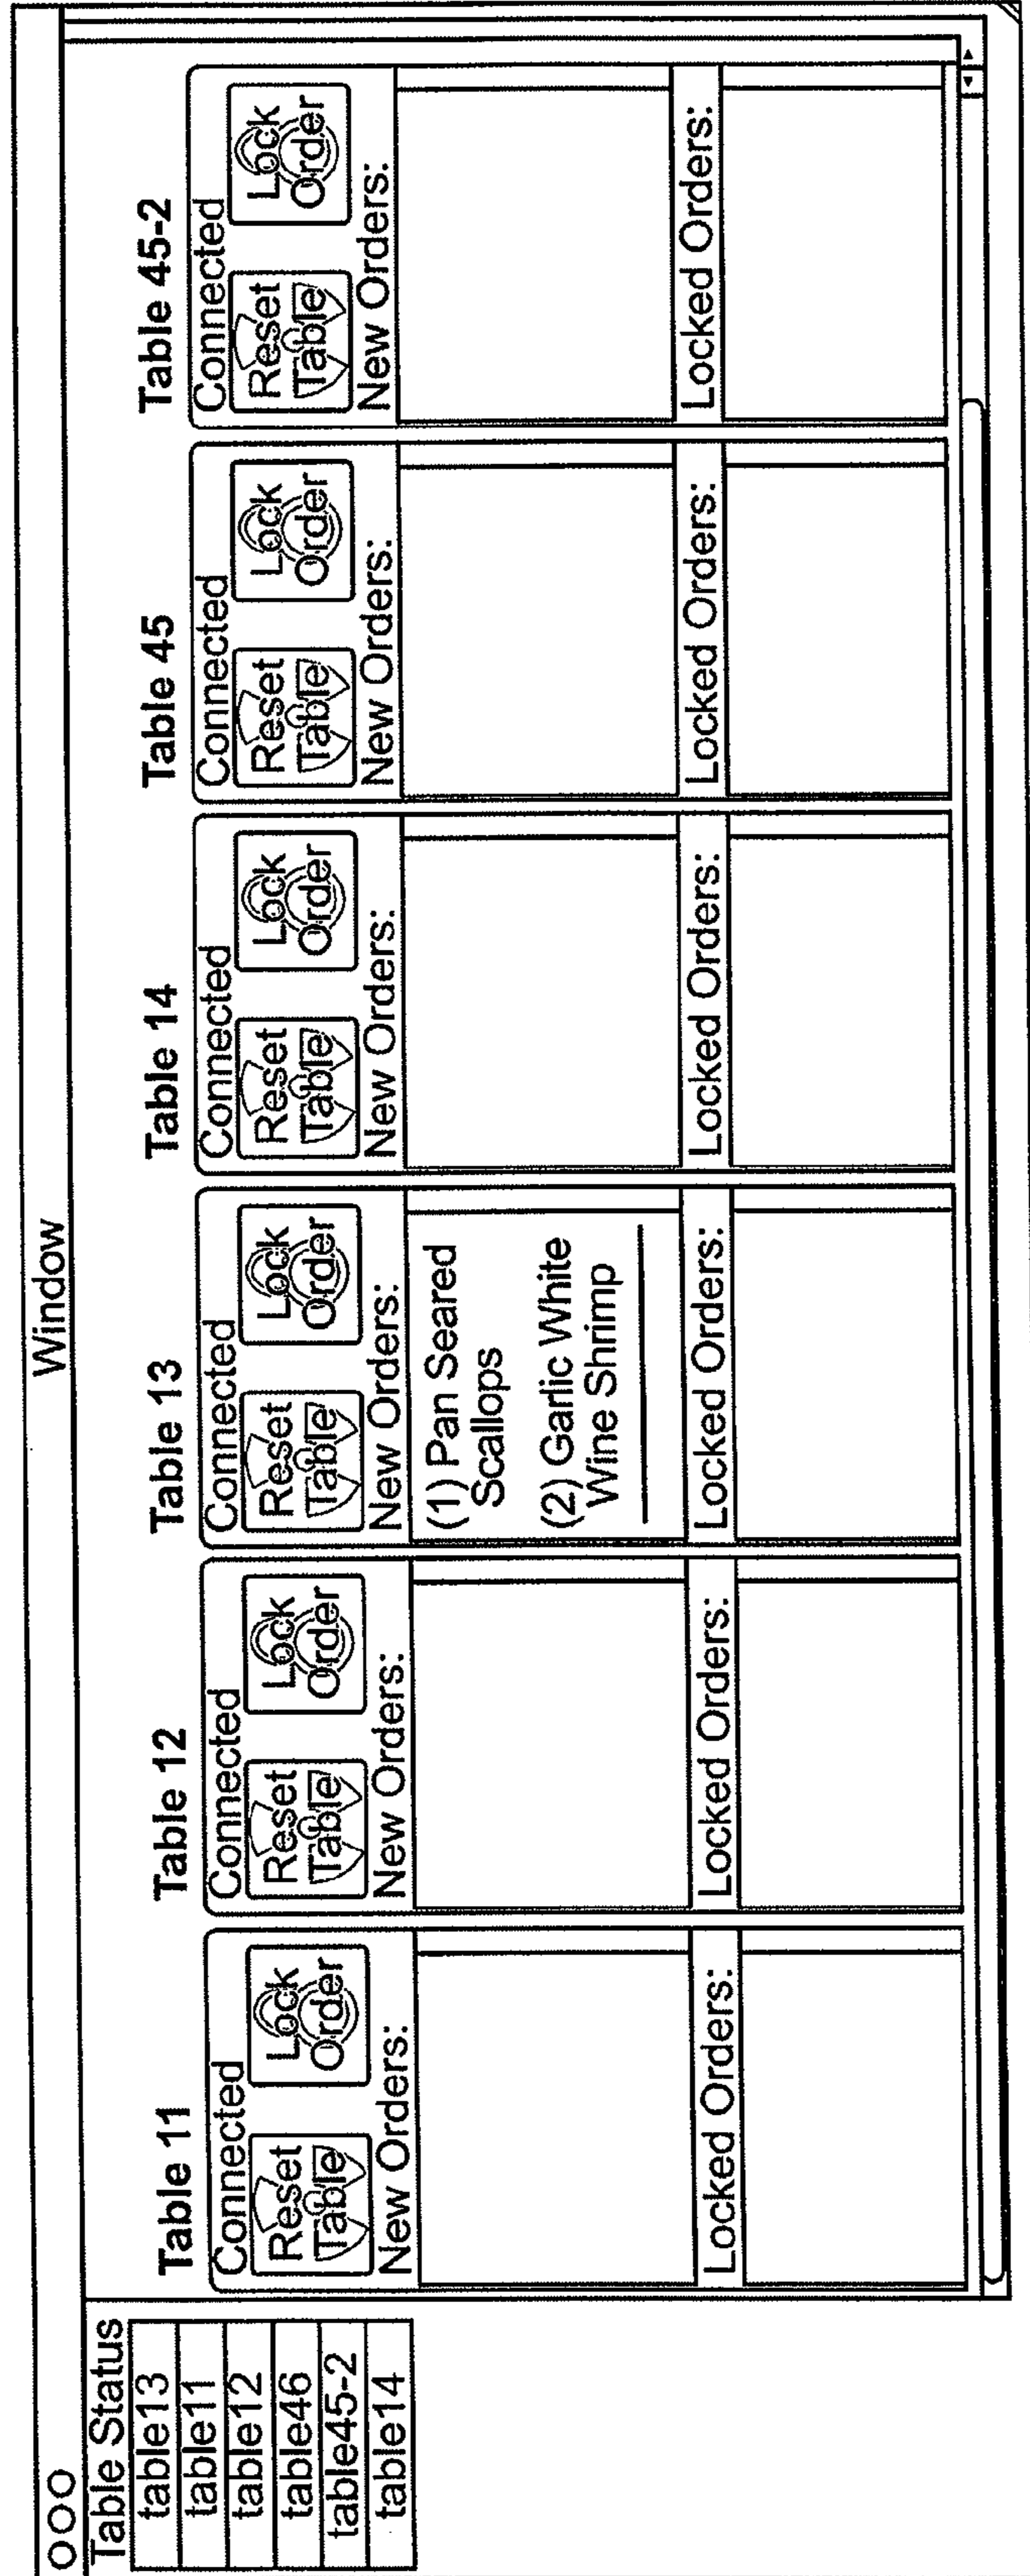 Window
Table Status
table13
table11
table12
table46
table45-2
table14
Table 11
Connected
Reset
Table
Lock
Order
New Orders:
Locked Orders:
Table 12
Connected
Reset
Table
Lock
Order
New Orders:
Locked Orders:
Table 13
Connected
Reset
Table
Lock
Order
New Orders:
(1) Pan Seared
Scallops
(2) Garlic White
Wine Shrimp
Locked Orders:
Table 14
Connected
Reset
Table
Lock
Order
New Orders:
Locked Orders:
Table 45
Connected
Reset
Table
Lock
Order
New Orders:
Locked Orders:
Table 45-2
Connected
Reset
Table
Lock
Order
New Orders:
Locked Orders: